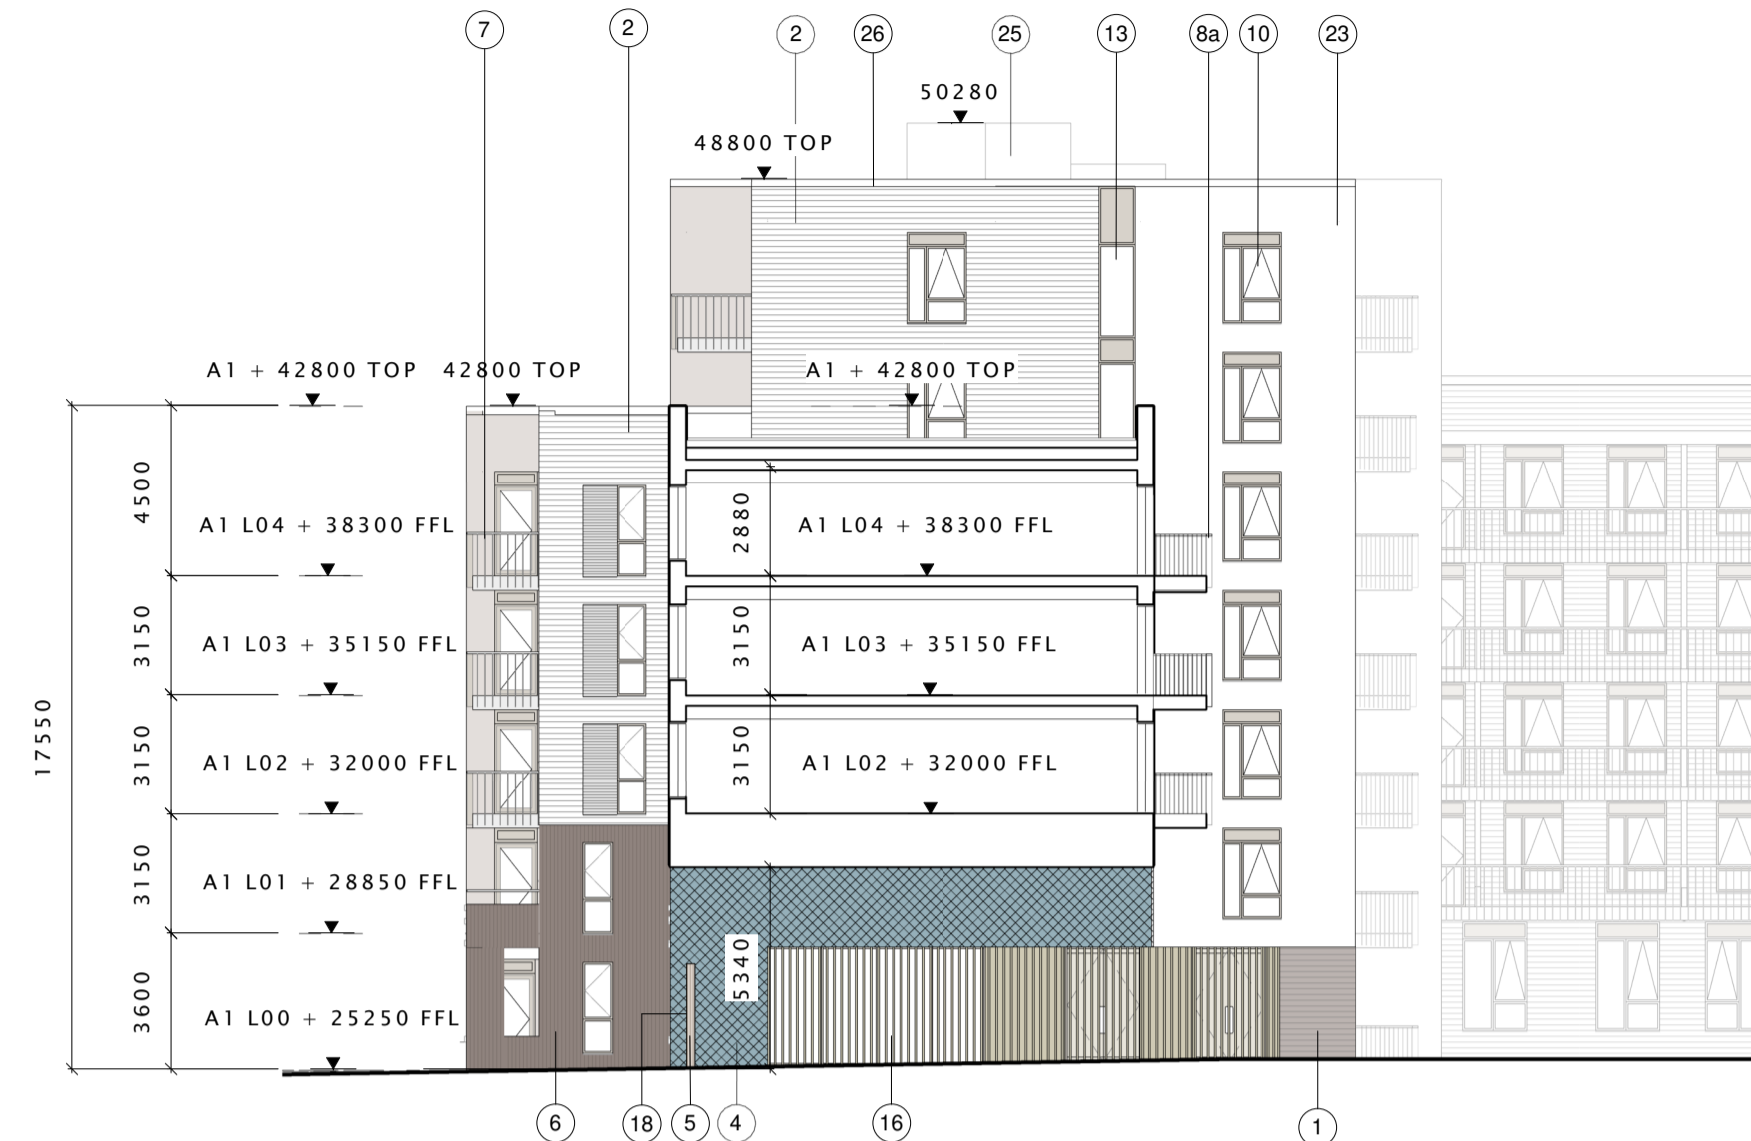 7
2
2
26
25
13
8a
10
23
50280
48800 TOP
A1 + 42800 TOP
42800 TOP
A1 + 42800 TOP
4500
A1 L04 + 38300 FFL
2880
A1 L04 + 38300 FFL
3150
A1 L03 + 35150 FFL
3150
A1 L03 + 35150 FFL
17550
3150
A1 L02 + 32000 FFL
3150
A1 L02 + 32000 FFL
3150
A1 L01 + 28850 FFL
5340
3600
A1 L00 + 25250 FFL
6
18
5
4
16
1